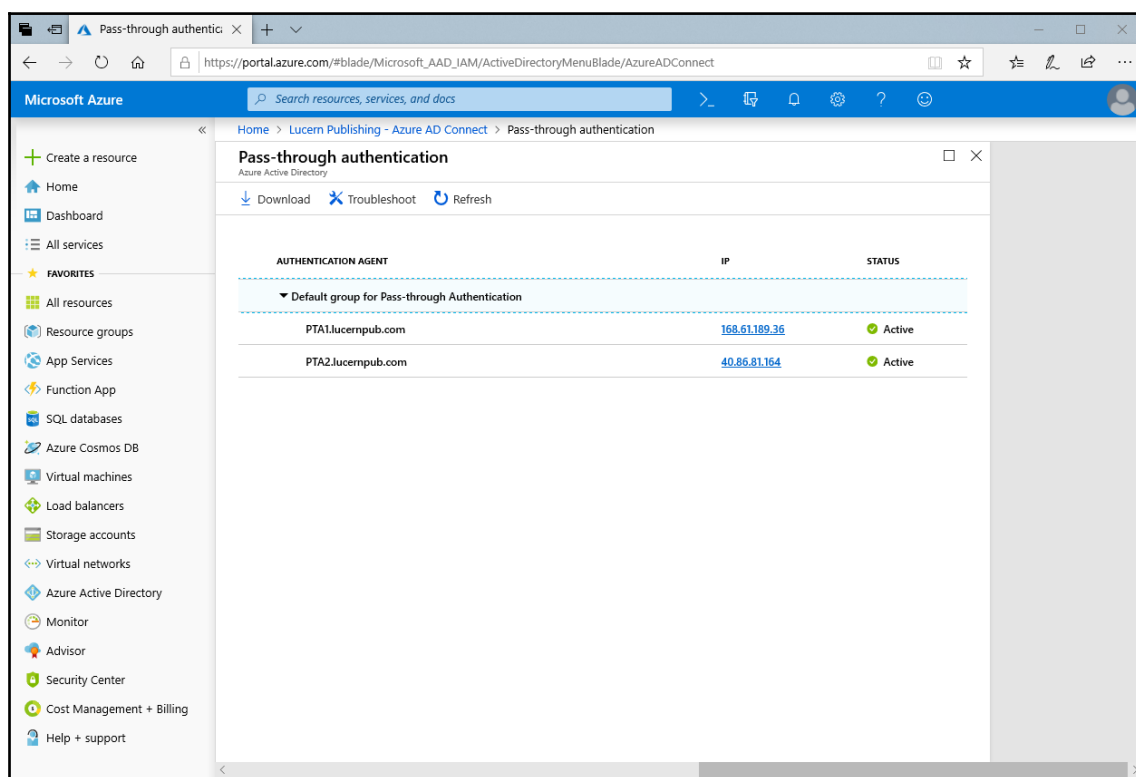 Pass-through authentic
https://portal.azure.com/#blade/Microsoft_AAD_IAM/ActiveDirectoryMenuBlade/AzureADConnect
Microsoft Azure
Search resources, services, and docs
Home > Lucern Publishing - Azure AD Connect > Pass-through authentication
Pass-through authentication
Azure Active Directory
Download Troubleshoot Refresh
Create a resource
Home
Dashboard
All services
FAVORITES
All resources
Resource groups
App Services
Function App
SQL databases
Azure Cosmos DB
Virtual machines
Load balancers
Storage accounts
Virtual networks
Azure Active Directory
Monitor
Advisor
Security Center
Cost Management + Billing
Help + support
AUTHENTICATION AGENT IP STATUS
Default group for Pass-through Authentication
PTA1.lucernpub.com 168.61.189.36 Active
PTA2.lucernpub.com 40.86.81.164 Active